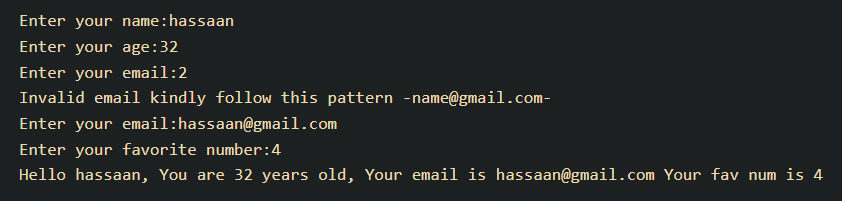 Enter your name:hassaan
Enter your age:32
Enter your email:2
Invalid email kindly follow this pattern -name@gmail.com-
Enter your email:hassaan@gmail.com
Enter your favorite number:4
Hello hassaan, You are 32 years old, Your email is hassaan@gmail.com Your fav num is 4